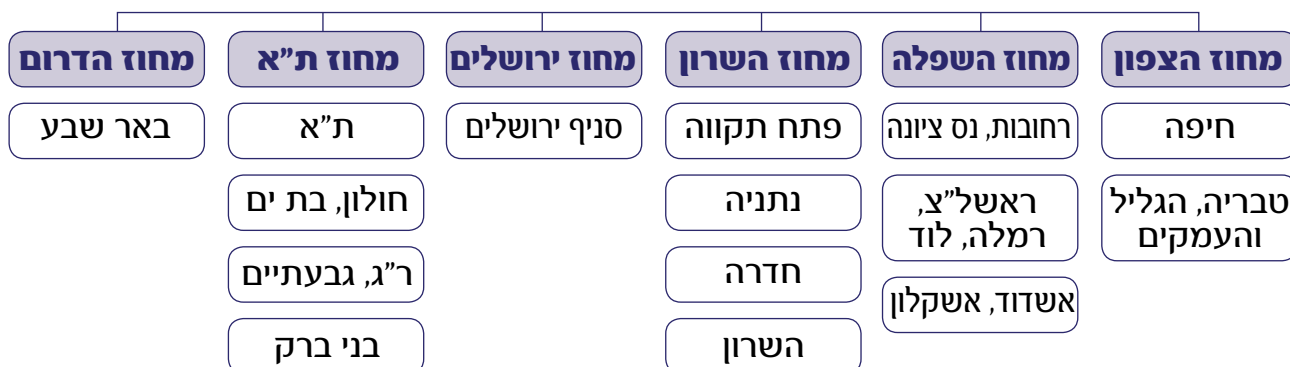 מחוז הצפון
חיפה
טבריה, הגליל
והעמקים
מחוז השפלה
רחובות, נס ציונה
ראשל"צ,
רמלה, לוד
אשדוד, אשקלון
מחוז השרון
פתח תקווה
נתניה
חדרה
השרון
מחוז ירושלים
סניף ירושלים
מחוז ת"א
ת"א
חולון, בת ים
ר"ג, גבעתיים
בני ברק
מחוז הדרום
באר שבע